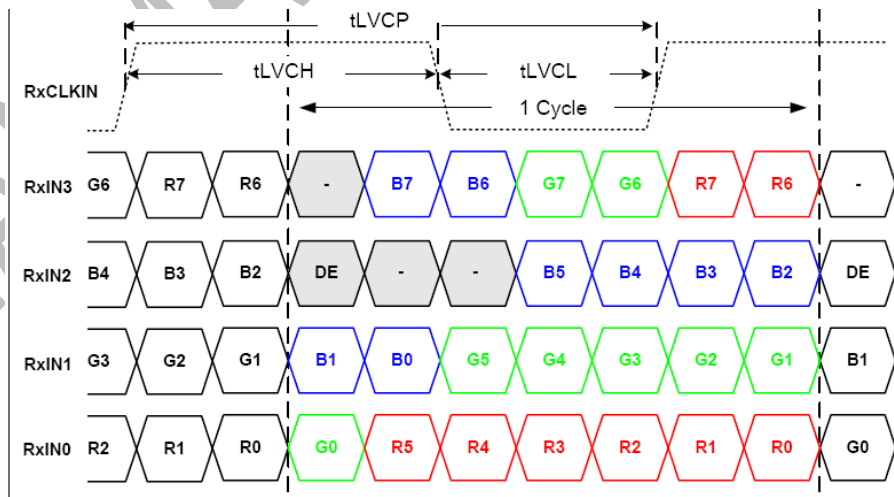 tLVCP
tLVCH tLVCL
RxCLKIN
1 Cycle
RxIN3 G6 R7 R6 - B7 B6 G7 G6 R7 R6 -
RxIN2 B4 B3 B2 DE - - B5 B4 B3 B2 DE
RxIN1 G3 G2 G1 B1 B0 G5 G4 G3 G2 G1 B1
RxIN0 R2 R1 R0 G0 R5 R4 R3 R2 R1 R0 G0